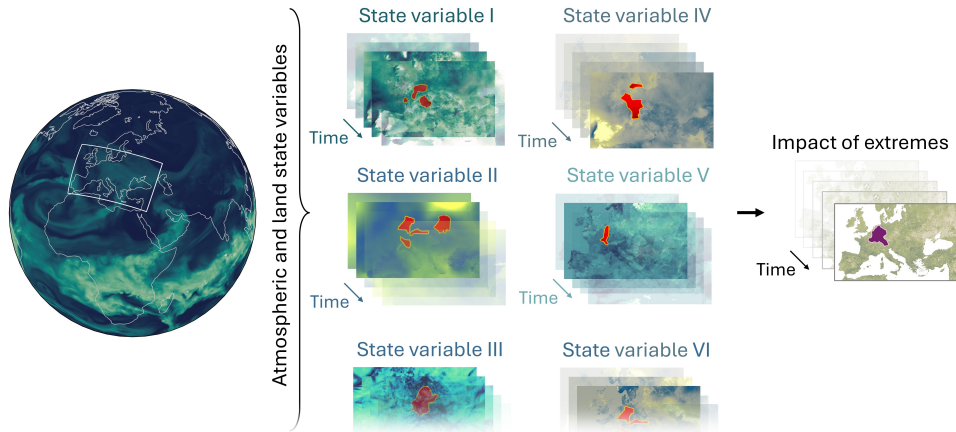 Atmospheric and land state variables
State variable I
Time
State variable IV
Time
State variable II
Time
State variable V
Time
State variable III
State variable VI
Impact of extremes
Time